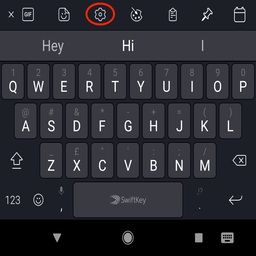 GIF
Hey Hi I
1 2 3 4 5 6 7 8 9 0
Q W E R T Y U I O P
@ # & * - + = ( )
A S D F G H J K L
_ £ " ' : ; /
Z X C V B N M
123 , SwiftKey .